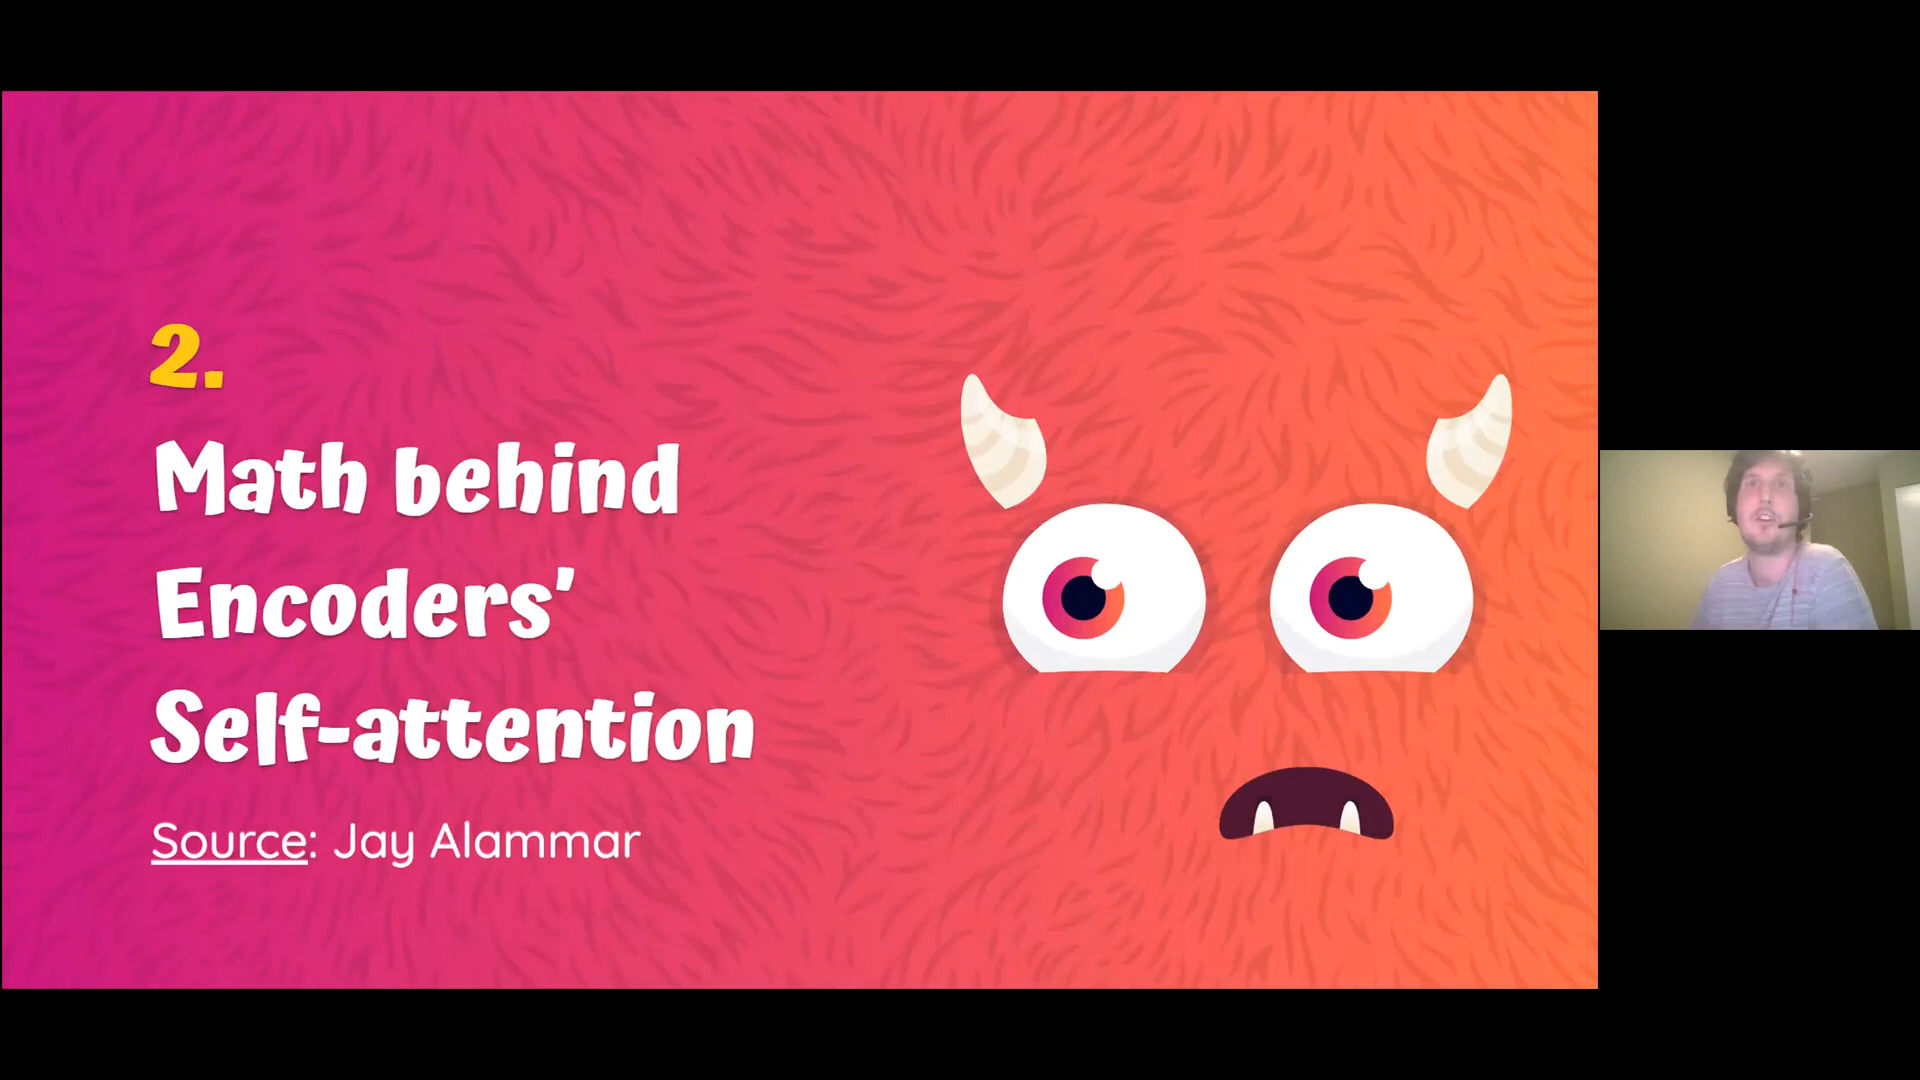 2.
Math behind
Encoders'
Self-attention
Source: Jay Alammar